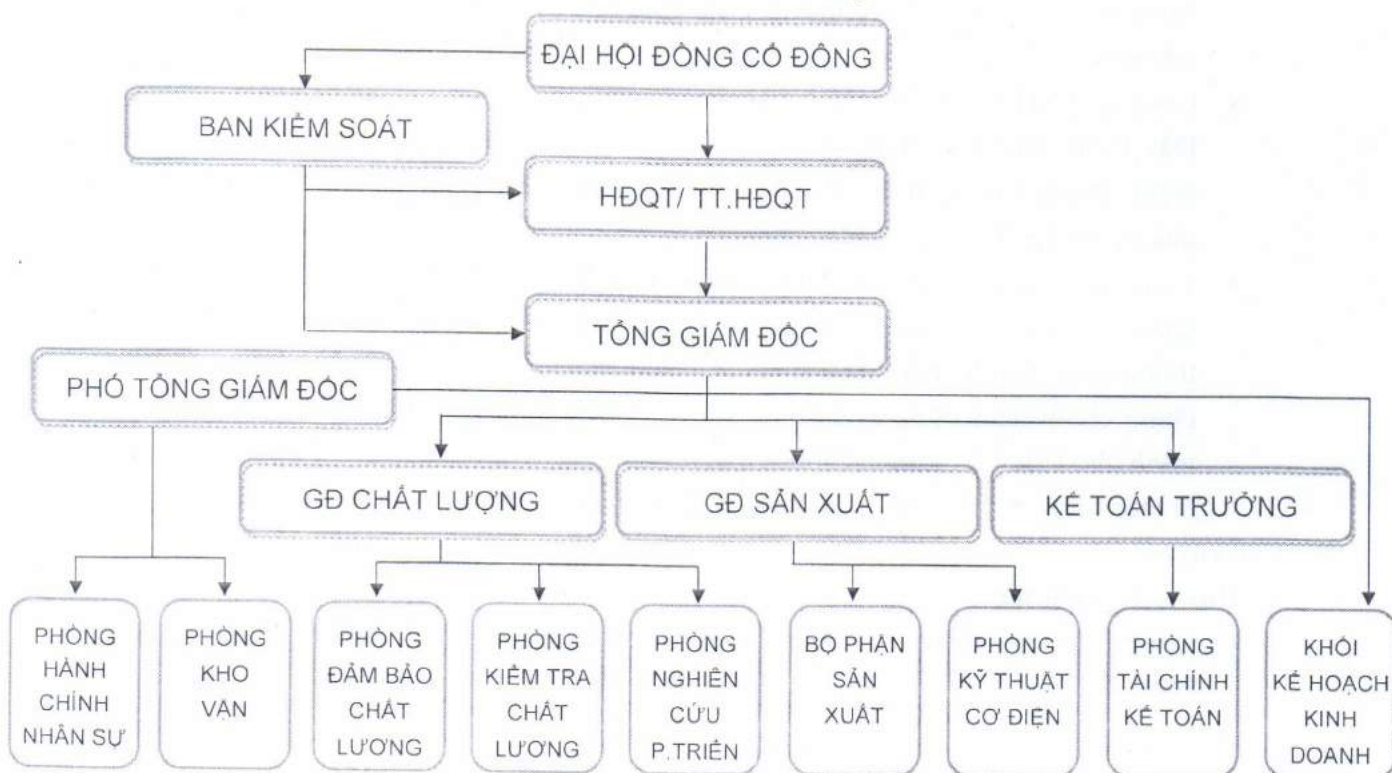 ĐẠI HỘI ĐỒNG CỔ ĐÔNG
BAN KIỂM SOÁT
HĐQT/ TT.HĐQT
TỔNG GIÁM ĐỐC
PHÓ TỔNG GIÁM ĐỐC
GĐ CHẤT LƯỢNG
GĐ SẢN XUẤT
KẾ TOÁN TRƯỞNG
PHÒNG
HÀNH
CHÍNH
NHÂN SỰ
PHÒNG
KHO
VẬN
PHÒNG
ĐẢM BẢO
CHẤT
LƯƠNG
PHÒNG
KIỂM TRA
CHẤT
LƯƠNG
PHÒNG
NGHIÊN
CỨU
P.TRIỂN
BỘ PHẬN
SẢN
XUẤT
PHÒNG
KỸ THUẬT
CƠ ĐIỆN
PHÒNG
TÀI CHÍNH
KẾ TOÁN
KHỐI
KẾ HOẠCH
KINH
DOANH